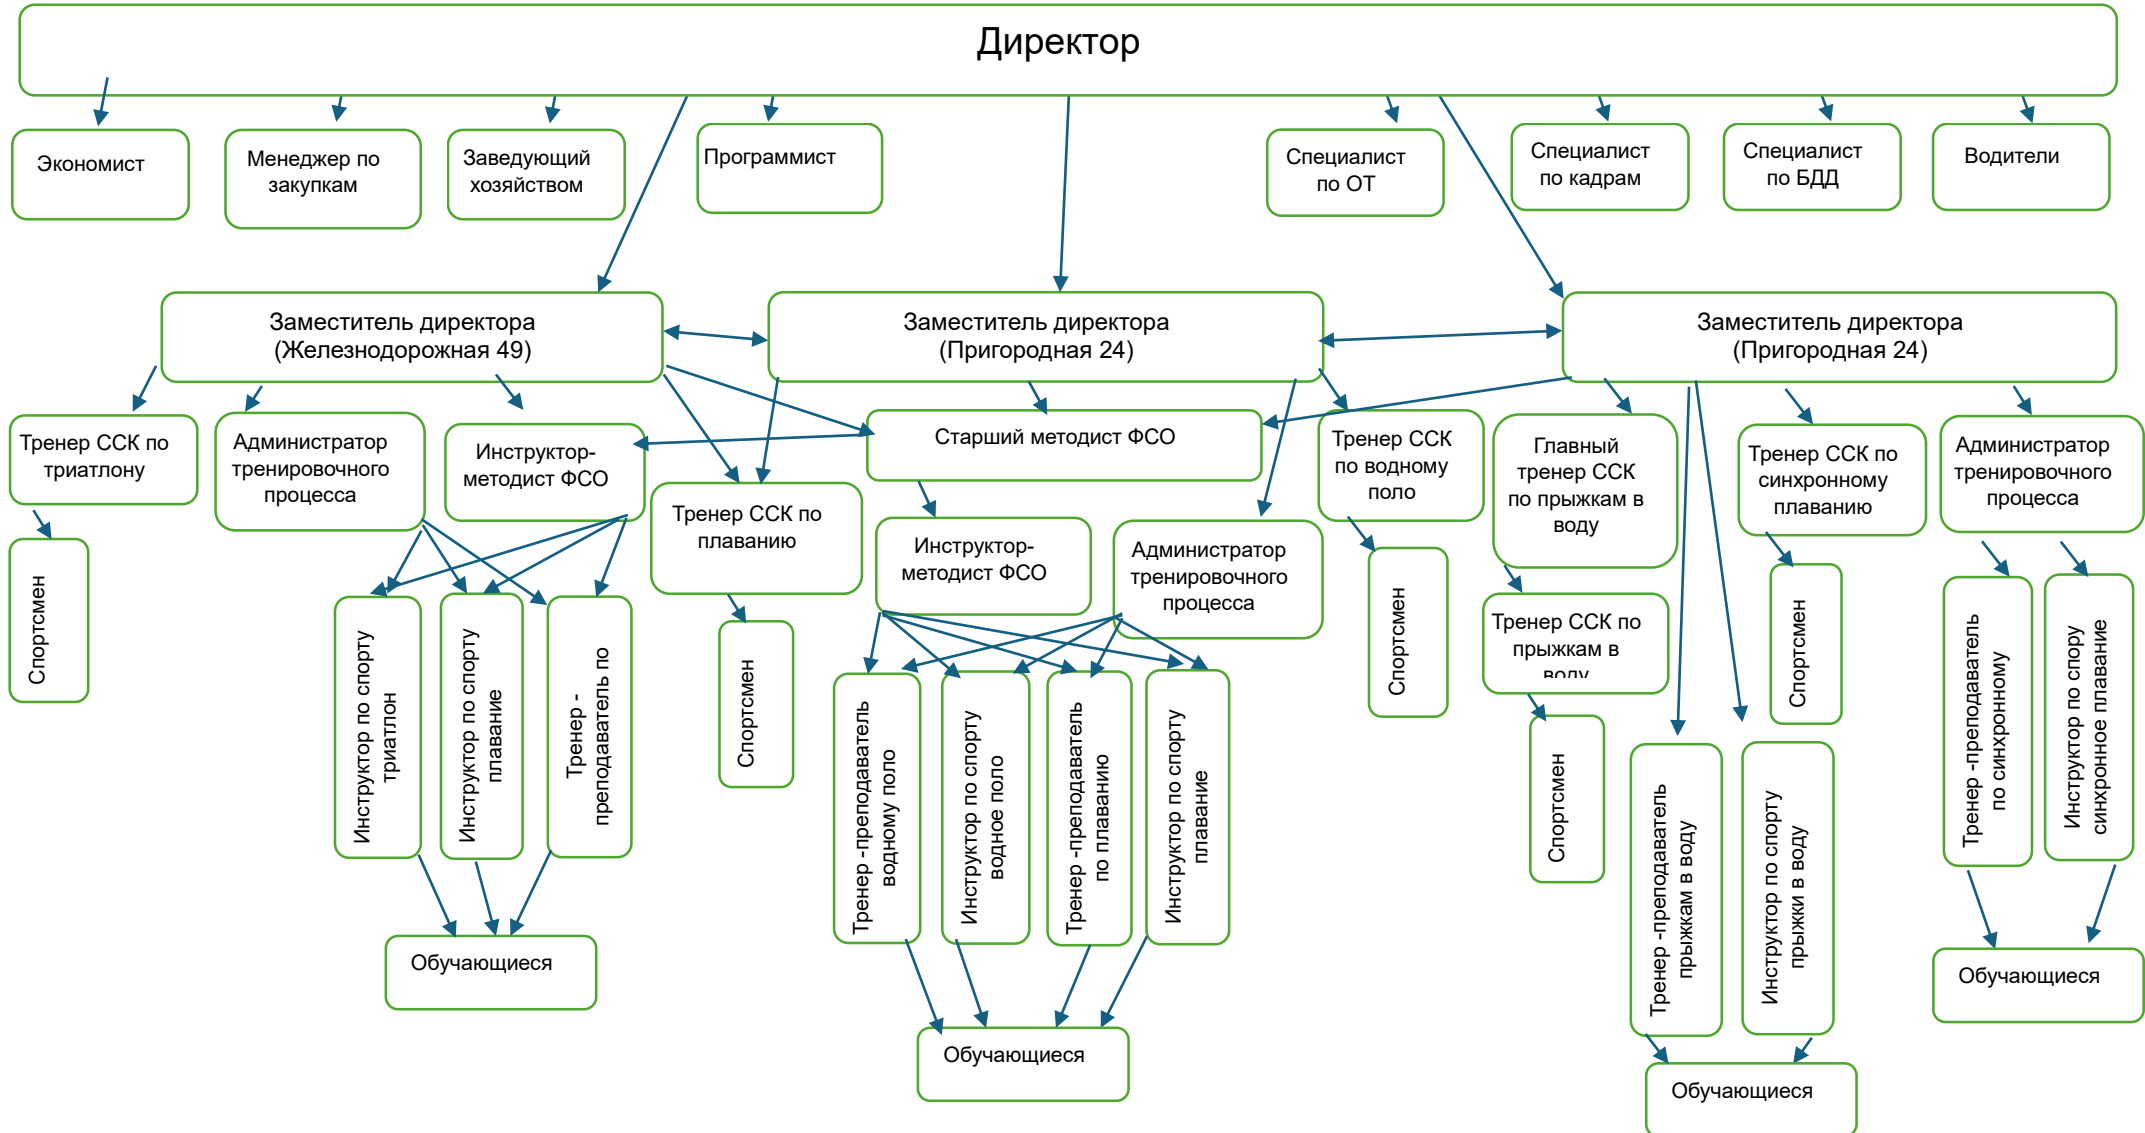 Директор
Экономист
Менеджер по
закупкам
Заведующий
хозяйством
Программист
Специалист
по ОТ
Специалист
по кадрам
Специалист
по БДД
Водители
Заместитель директора
(Железнодорожная 49)
Заместитель директора
(Пригородная 24)
Заместитель директора
(Пригородная 24)
Тренер ССК по
триатлону
Администратор
тренировочного
процесса
Инструктор-
методист ФСО
Тренер ССК по
плаванию
Старший методист ФСО
Инструктор-
методист ФСО
Администратор
тренировочного
процесса
Тренер ССК
по водному
поло
Главный
тренер ССК
по прыжкам в
воду
Тренер ССК по
синхронному
плаванию
Администратор
тренировочного
процесса
Тренер ССК по
прыжкам в
воду
Спортсмен
Инструктор по спорту
триатлон
Инструктор по спорту
плавание
Тренер -
преподаватель по
Спортсмен
Тренер -преподаватель
водному поло
Инструктор по спорту
водное поло
Тренер -преподаватель
по плаванию
Инструктор по спорту
плавание
Спортсмен
Спортсмен
Тренер -преподаватель
прыжкам в воду
Инструктор по спорту
прыжки в воду
Спортсмен
Тренер -преподаватель
по синхронному
Инструктор по спору
синхронное плавание
Обучающиеся
Обучающиеся
Обучающиеся
Обучающиеся